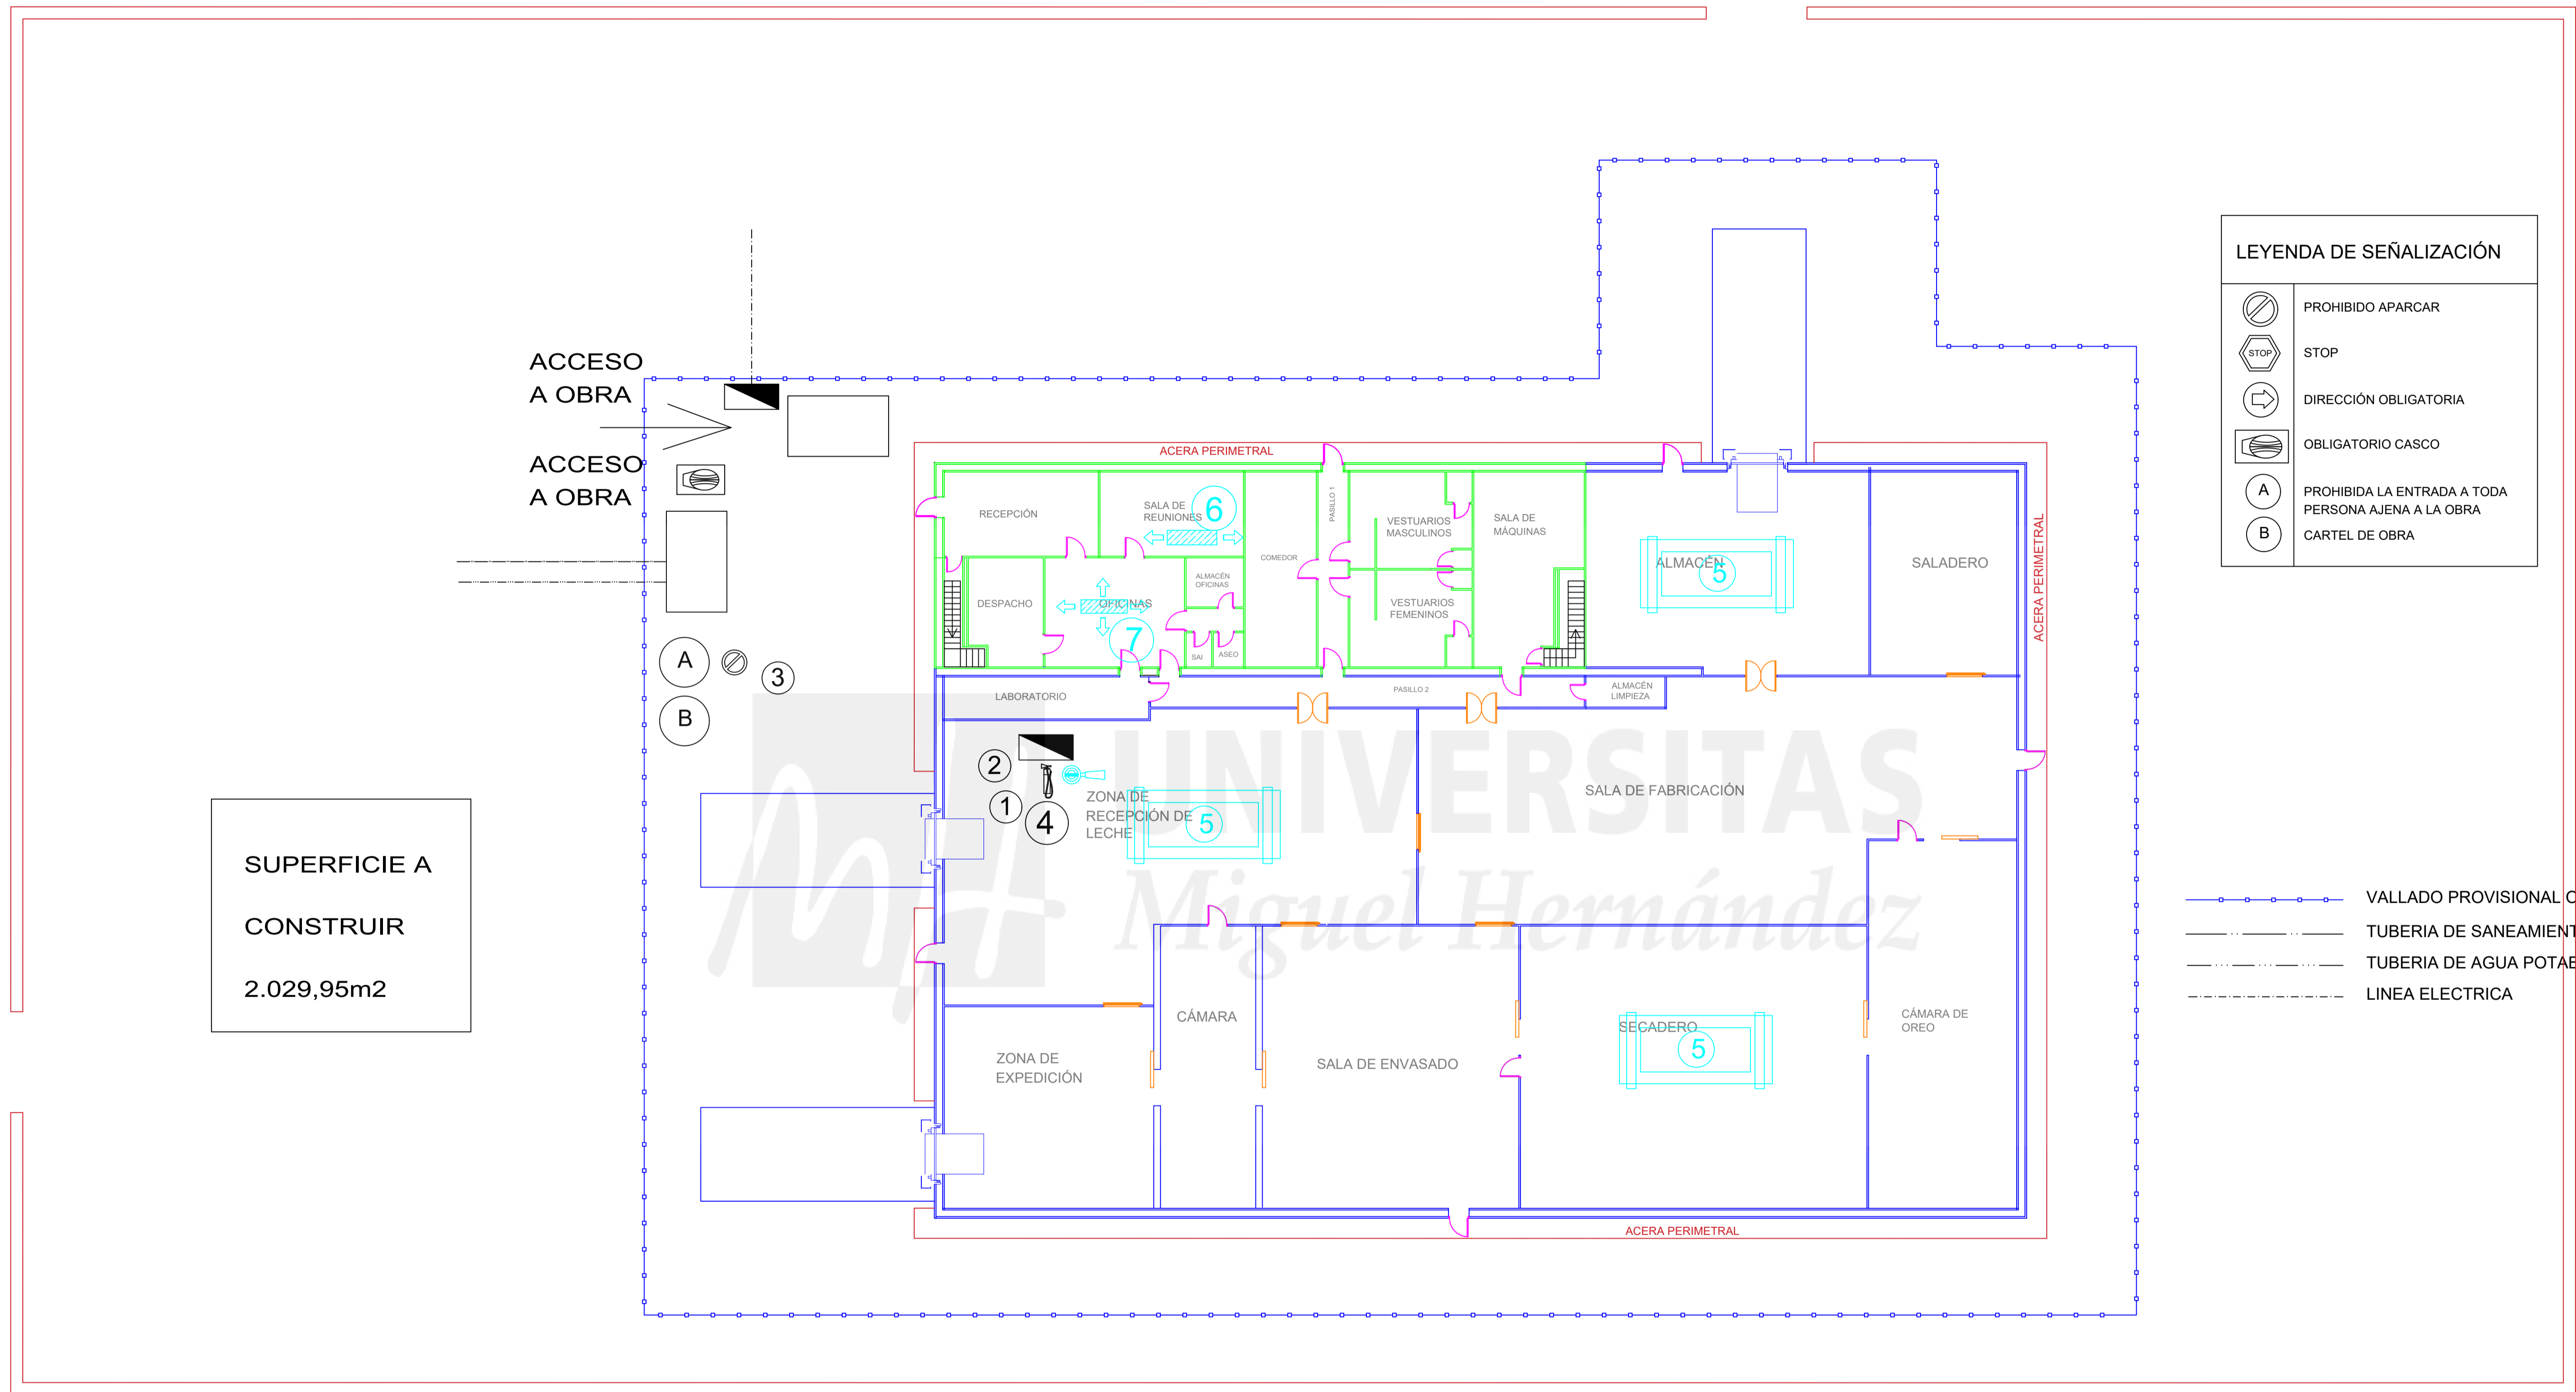 ACCESO
A OBRA
ACCESO
A OBRA
A
B
3
SUPERFICIE A
CONSTRUIR
2.029,95m2
ACERA PERIMETRAL
RECEPCIÓN
SALA DE
REUNIONES
6
COMEDOR
PASILLO 1
VESTUARIOS
MASCULINOS
SALA DE
MÁQUINAS
ALMACÉN
5
SALADERO
ACERA PERIMETRAL
DESPACHO
OFICINAS
7
ALMACÉN
OFICINAS
SAI
ASEO
VESTUARIOS
FEMENINOS
LABORATORIO
PASILLO 2
ALMACÉN
LIMPIEZA
2
1
4
ZONA DE
RECEPCIÓN DE
LECHE
5
SALA DE FABRICACIÓN
UNIVERSITAS
Miguel Hernández
CÁMARA
ZONA DE
EXPEDICIÓN
SALA DE ENVASADO
SECADERO
5
CÁMARA DE
OREO
ACERA PERIMETRAL
LEYENDA DE SEÑALIZACIÓN
PROHIBIDO APARCAR
STOP
STOP
DIRECCIÓN OBLIGATORIA
OBLIGATORIO CASCO
A
PROHIBIDA LA ENTRADA A TODA
PERSONA AJENA A LA OBRA
B
CARTEL DE OBRA
VALLADO PROVISIONAL
TUBERIA DE SANEAMIENT
TUBERIA DE AGUA POTAB
LINEA ELECTRICA